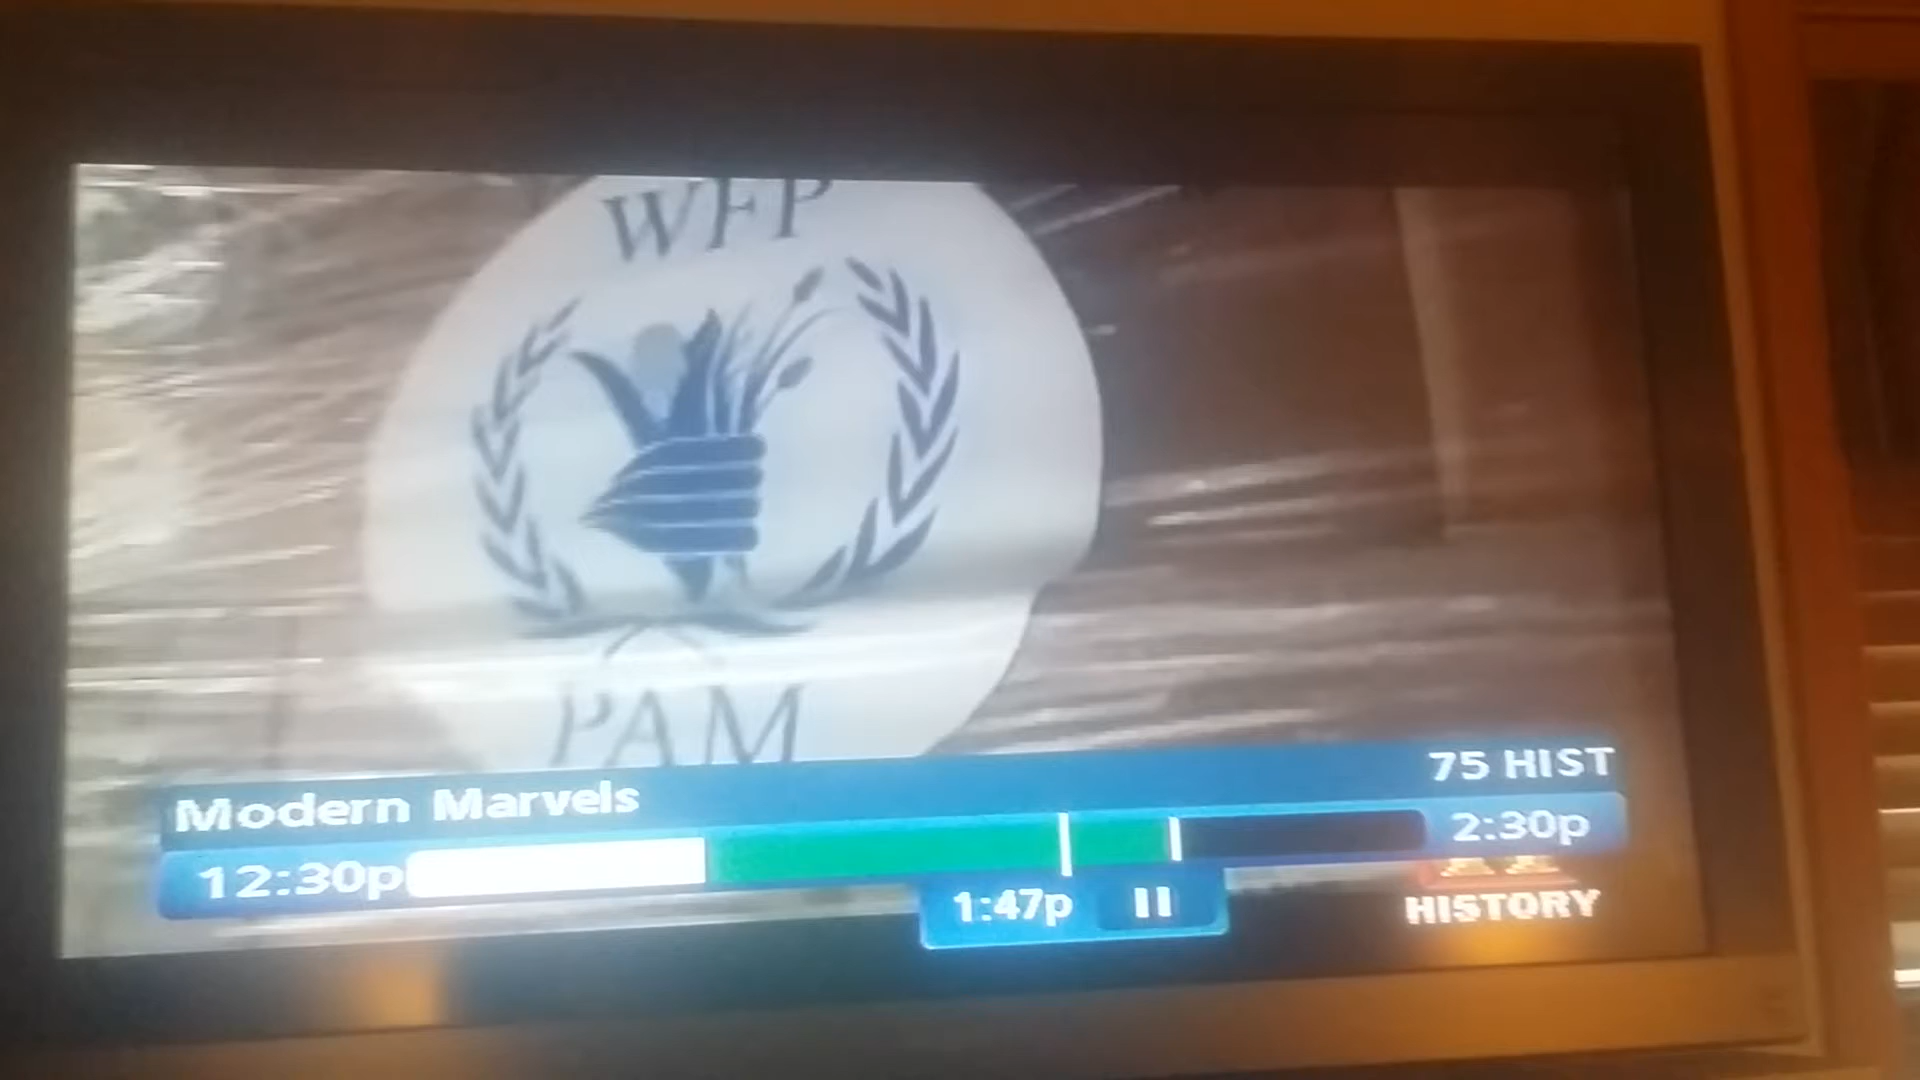 WFP
PAM
75 HIST
Modern Marvels
12:30p
2:30p
1:47p
HISTORY